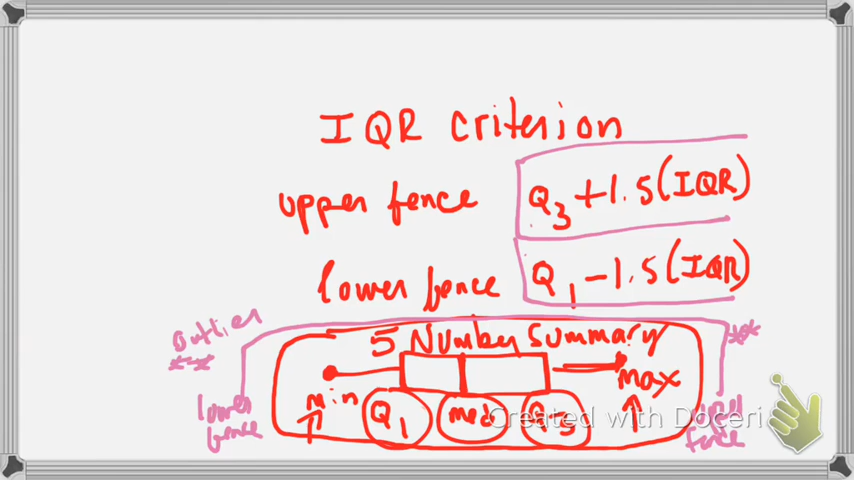 IQR criterion
upper fence Q3 + 1.5(IQR)
lower fence Q1 - 1.5(IQR)
outlier
5 Number Summary
**
**
min Q1 med Q3 max
lower fence
fence
Created with Doceri